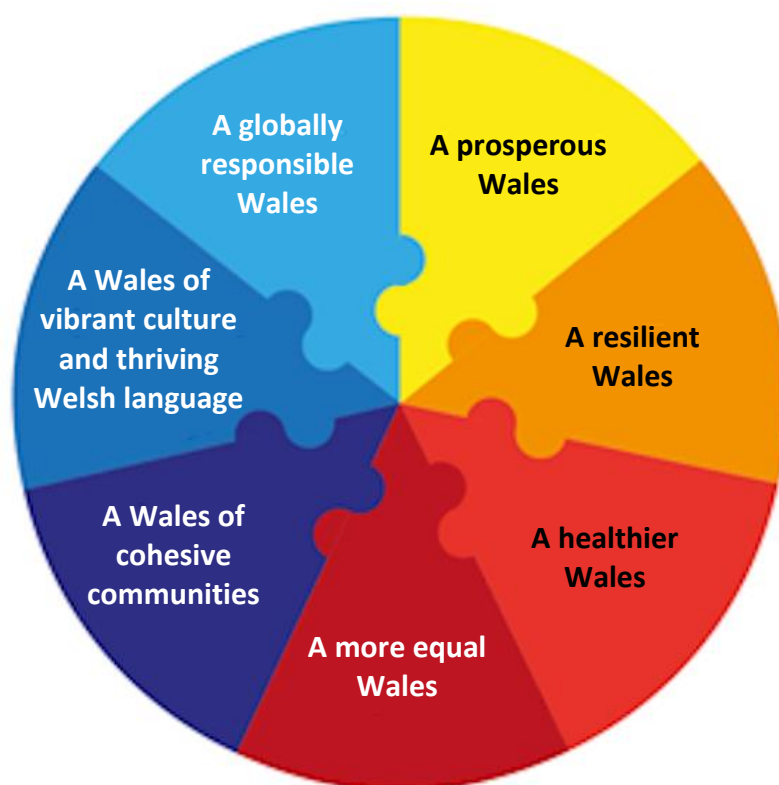 A prosperous
Wales
A resilient
Wales
A healthier
Wales
A more equal
Wales
A Wales of
cohesive
communities
A Wales of
vibrant culture
and thriving
Welsh language
A globally
responsible
Wales